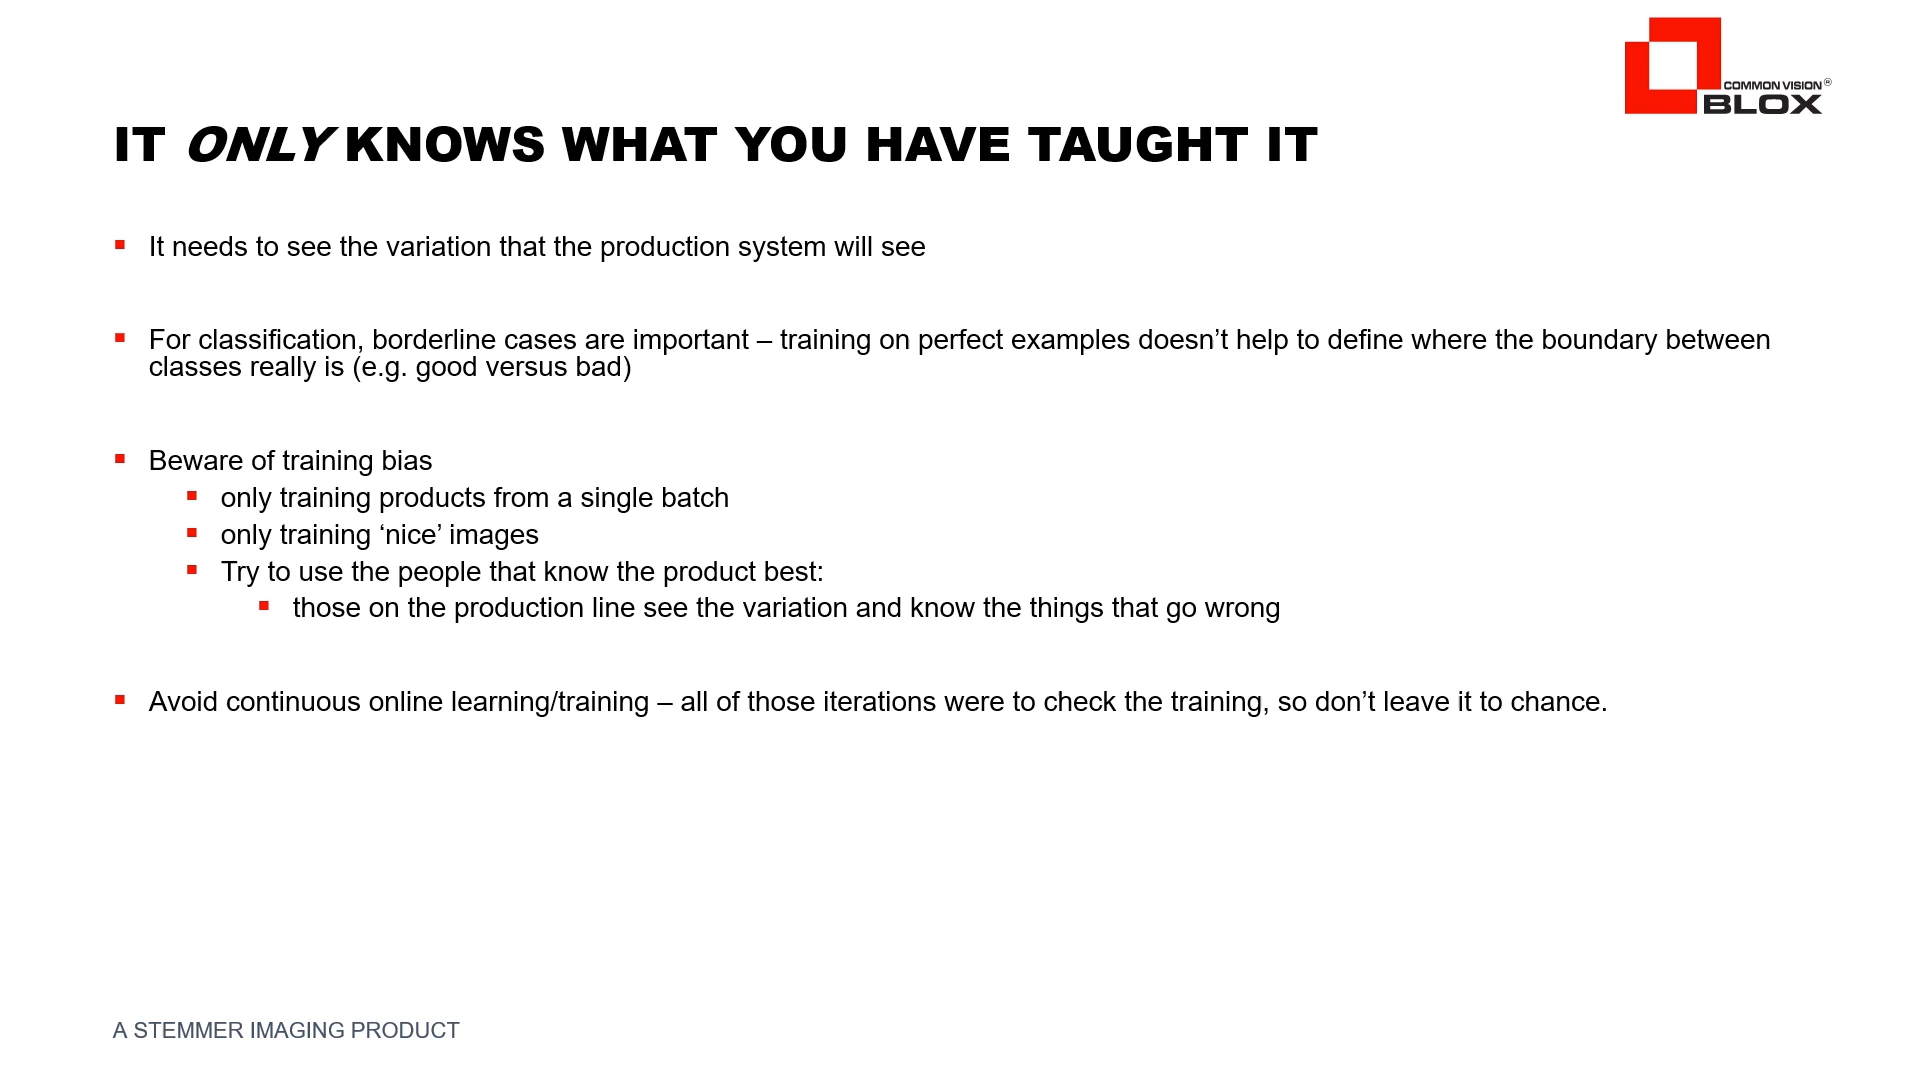 COMMON VISION®
BLOX
IT ONLY KNOWS WHAT YOU HAVE TAUGHT IT
▪ It needs to see the variation that the production system will see
▪ For classification, borderline cases are important – training on perfect examples doesn’t help to define where the boundary between
classes really is (e.g. good versus bad)
▪ Beware of training bias
▪ only training products from a single batch
▪ only training ‘nice’ images
▪ Try to use the people that know the product best:
▪ those on the production line see the variation and know the things that go wrong
▪ Avoid continuous online learning/training – all of those iterations were to check the training, so don’t leave it to chance.
A STEMMER IMAGING PRODUCT